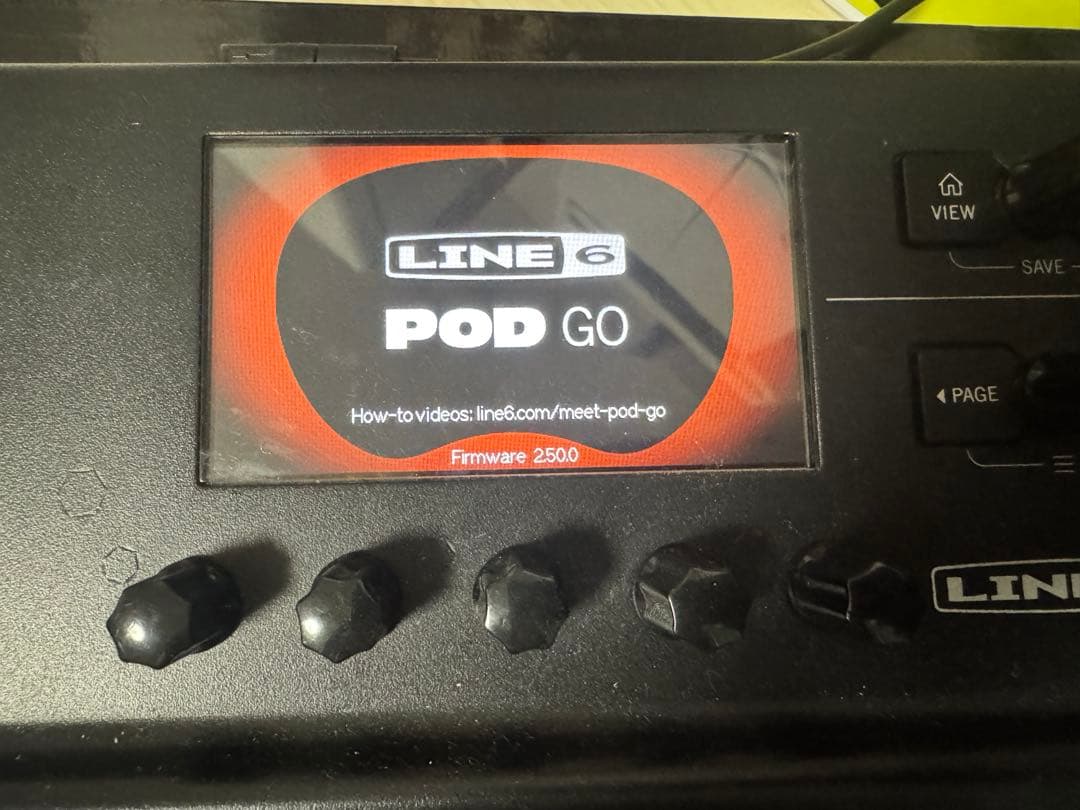 LINE 6
POD GO
How-to videos: line6.com/meet-pod-go
Firmware 2.50.0
VIEW
SAVE
PAGE